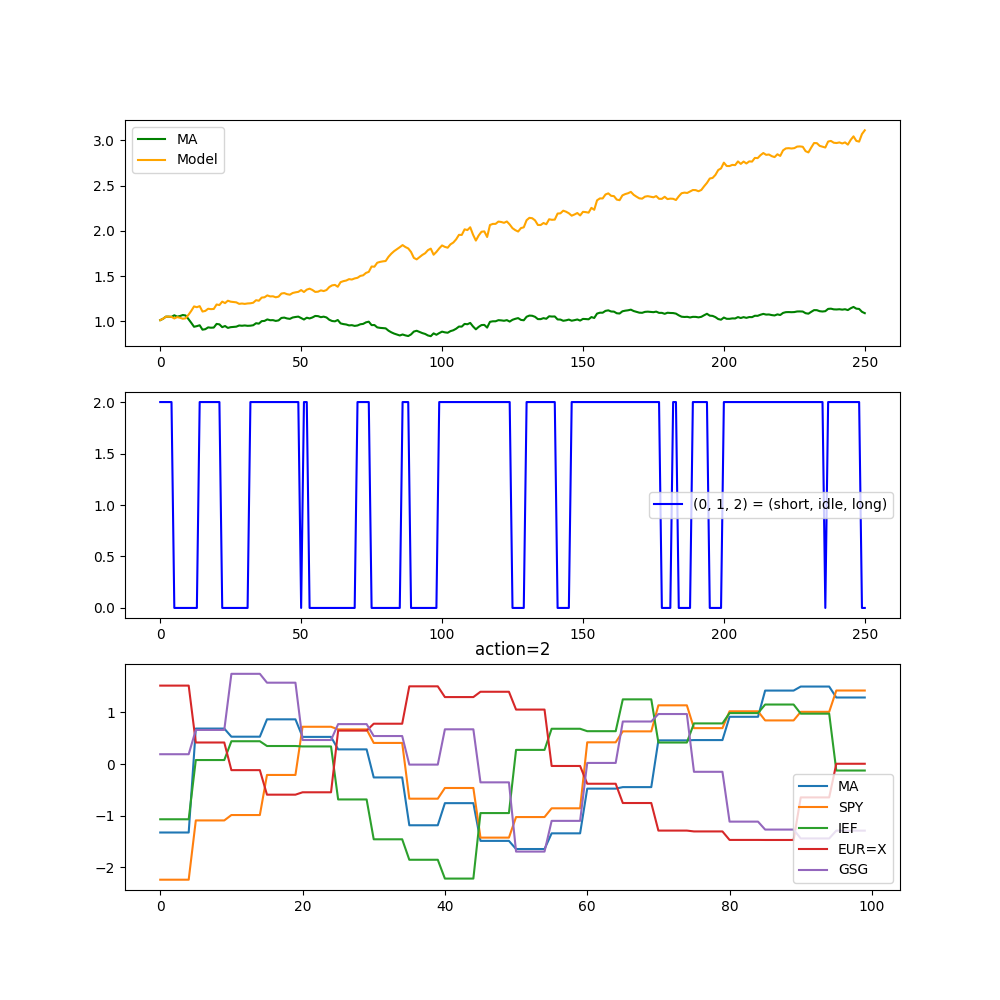 3.0
2.5
2.0
1.5
1.0
MA
Model
0 50 100 150 200 250
2.0
1.5
1.0
0.5
0.0
(0, 1, 2) = (short, idle, long)
0 50 100 150 200 250
action=2
1
0
−1
−2
MA
SPY
IEF
EUR=X
GSG
0 20 40 60 80 100